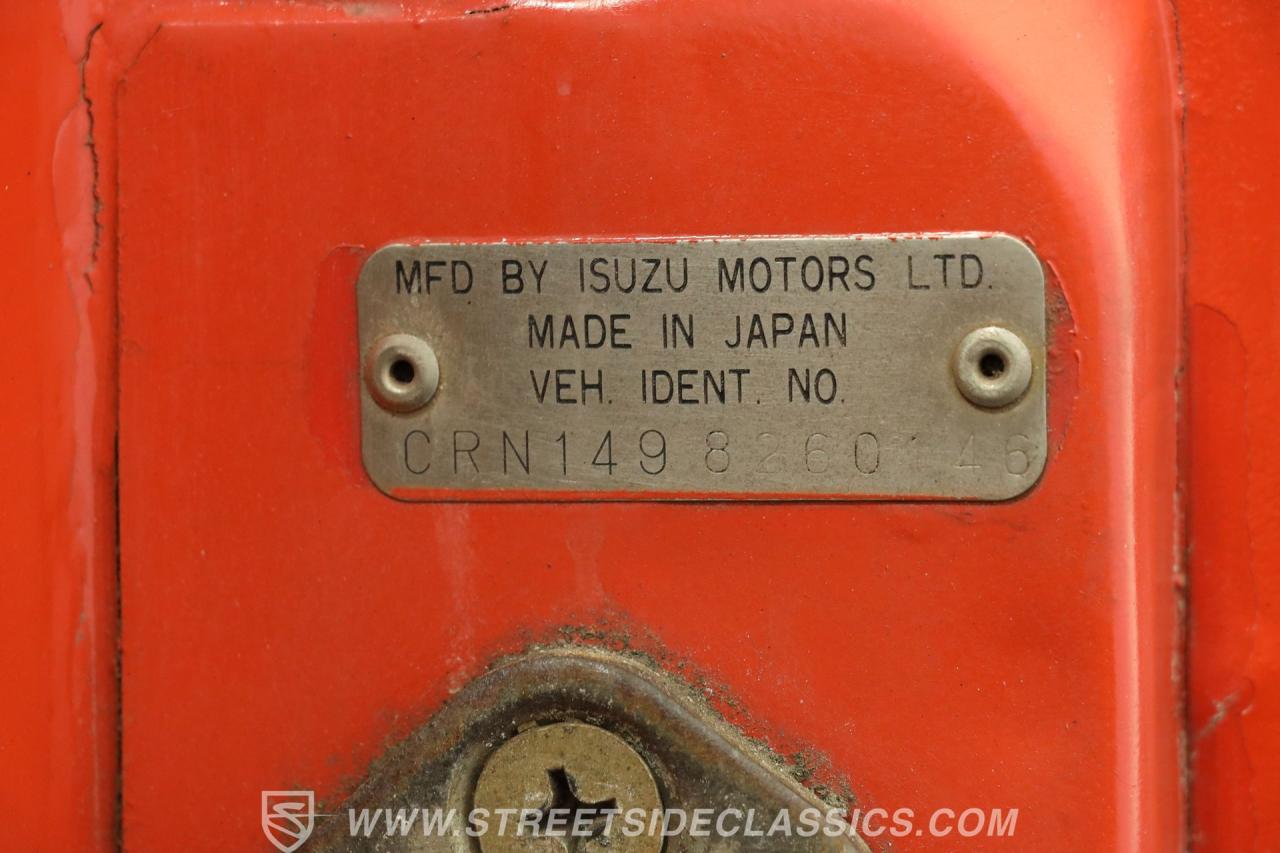 MFD BY ISUZU MOTORS LTD.
MADE IN JAPAN
VEH. IDENT. NO.
CRN149 8260146
WWW.STREETSIDECLASSICS.COM